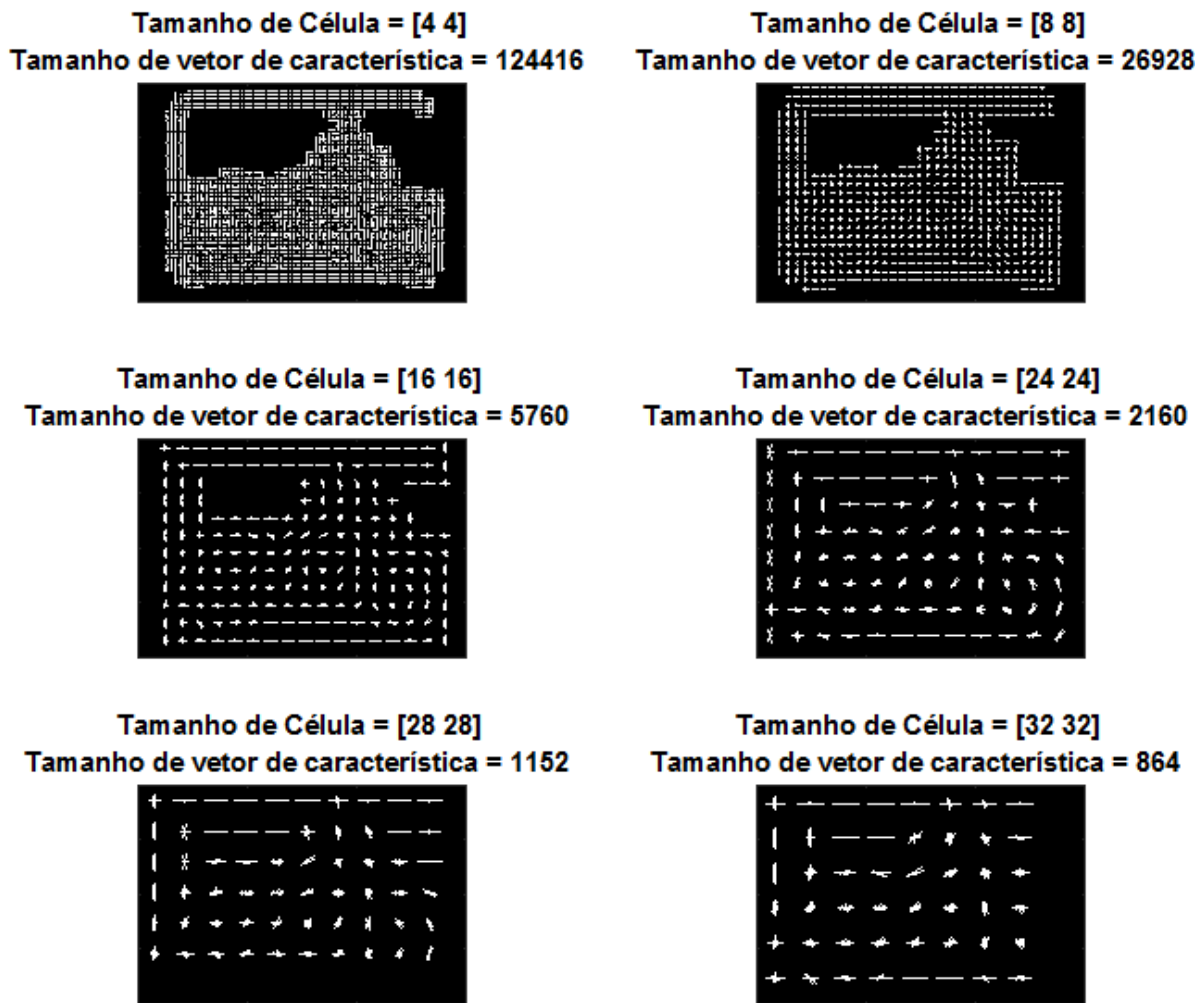 Tamanho de Célula = [4 4]
Tamanho de vetor de característica = 124416
Tamanho de Célula = [8 8]
Tamanho de vetor de característica = 26928
Tamanho de Célula = [16 16]
Tamanho de vetor de característica = 5760
Tamanho de Célula = [24 24]
Tamanho de vetor de característica = 2160
Tamanho de Célula = [28 28]
Tamanho de vetor de característica = 1152
Tamanho de Célula = [32 32]
Tamanho de vetor de característica = 864